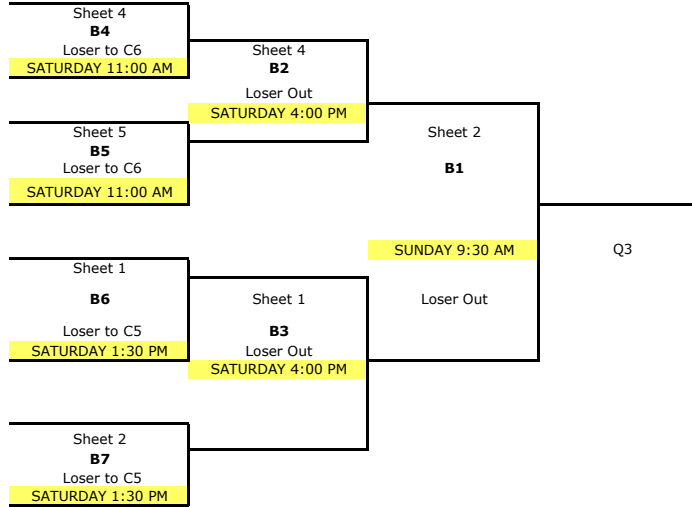 Sheet 4
B4
Loser to C6
SATURDAY 11:00 AM
Sheet 4
B2
Loser Out
SATURDAY 4:00 PM
Sheet 5
B5
Loser to C6
SATURDAY 11:00 AM
Sheet 2
B1
SUNDAY 9:30 AM
Loser Out
Q3
Sheet 1
B6
Loser to C5
SATURDAY 1:30 PM
Sheet 1
B3
Loser Out
SATURDAY 4:00 PM
Sheet 2
B7
Loser to C5
SATURDAY 1:30 PM